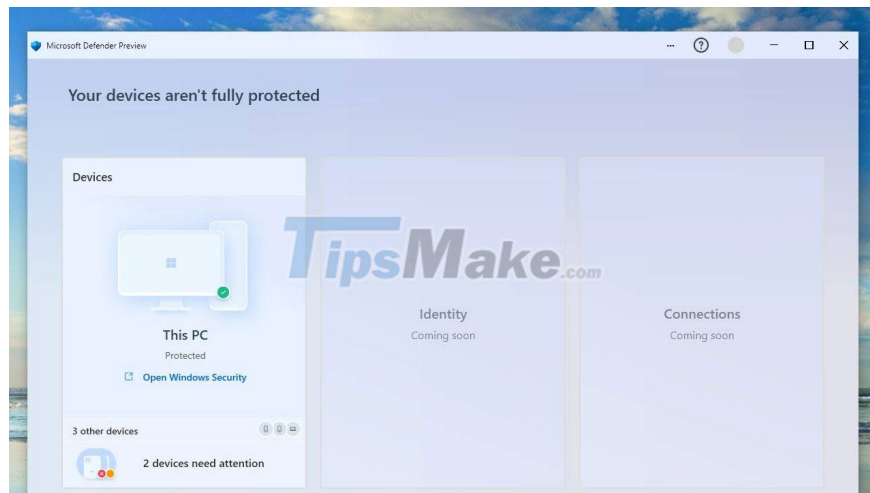 Microsoft Defender Preview
Your devices aren't fully protected
Devices
TipsMake.com
This PC
Protected
Open Windows Security
3 other devices
2 devices need attention
Identity
Coming soon
Connections
Coming soon